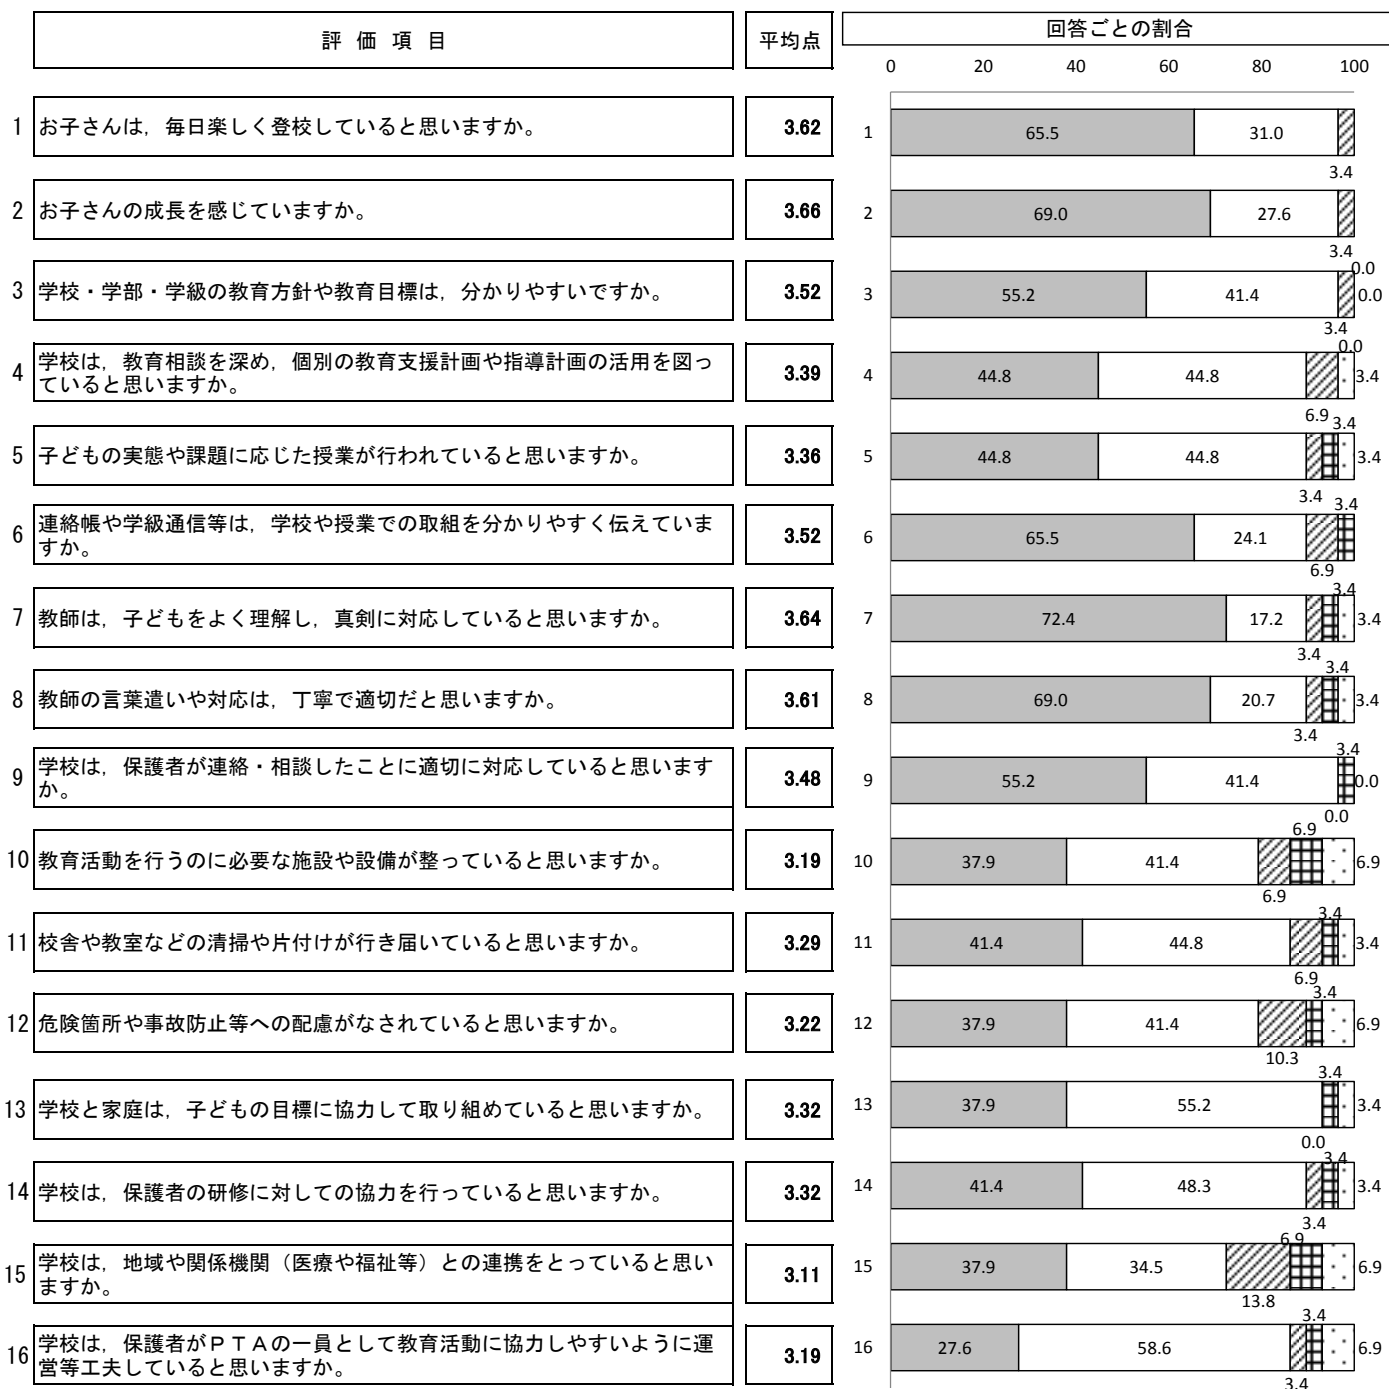 評 価 項 目
平均点
回答ごとの割合
0 20 40 60 80 100
1 お子さんは，毎日楽しく登校していると思いますか。 3.62
1 65.5 31.0 3.4
2 お子さんの成長を感じていますか。 3.66
2 69.0 27.6 3.4
3 学校・学部・学級の教育方針や教育目標は，分かりやすいですか。 3.52
3 55.2 41.4 3.4 0.0 0.0
4 学校は，教育相談を深め，個別の教育支援計画や指導計画の活用を図っ
ていると思いますか。 3.39
4 44.8 44.8 6.9 0.0 3.4
5 子どもの実態や課題に応じた授業が行われていると思いますか。 3.36
5 44.8 44.8 3.4 3.4 3.4
6 連絡帳や学級通信等は，学校や授業での取組を分かりやすく伝えていま
すか。 3.52
6 65.5 24.1 6.9 3.4
7 教師は，子どもをよく理解し，真剣に対応していると思いますか。 3.64
7 72.4 17.2 3.4 3.4 3.4
8 教師の言葉遣いや対応は，丁寧で適切だと思いますか。 3.61
8 69.0 20.7 3.4 3.4 3.4
9 学校は，保護者が連絡・相談したことに適切に対応していると思います
か。 3.48
9 55.2 41.4 0.0 3.4 0.0
10 教育活動を行うのに必要な施設や設備が整っていると思いますか。 3.19
10 37.9 41.4 6.9 6.9 6.9
11 校舎や教室などの清掃や片付けが行き届いていると思いますか。 3.29
11 41.4 44.8 6.9 3.4 3.4
12 危険箇所や事故防止等への配慮がなされていると思いますか。 3.22
12 37.9 41.4 10.3 3.4 6.9
13 学校と家庭は，子どもの目標に協力して取り組めていると思いますか。 3.32
13 37.9 55.2 0.0 3.4 3.4
14 学校は，保護者の研修に対しての協力を行っていると思いますか。 3.32
14 41.4 48.3 3.4 3.4 3.4
15 学校は，地域や関係機関（医療や福祉等）との連携をとっていると思い
ますか。 3.11
15 37.9 34.5 13.8 6.9 6.9
16 学校は，保護者がＰＴＡの一員として教育活動に協力しやすいように運
営等工夫していると思いますか。 3.19
16 27.6 58.6 3.4 3.4 6.9